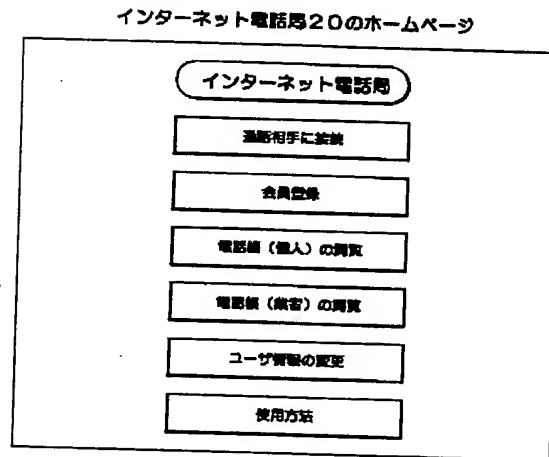 インターネット電話局20のホームページ
インターネット電話局
通話相手に接続
会員登録
電話帳（個人）の閲覧
電話帳（業者）の閲覧
ユーザ情報の変更
使用方法